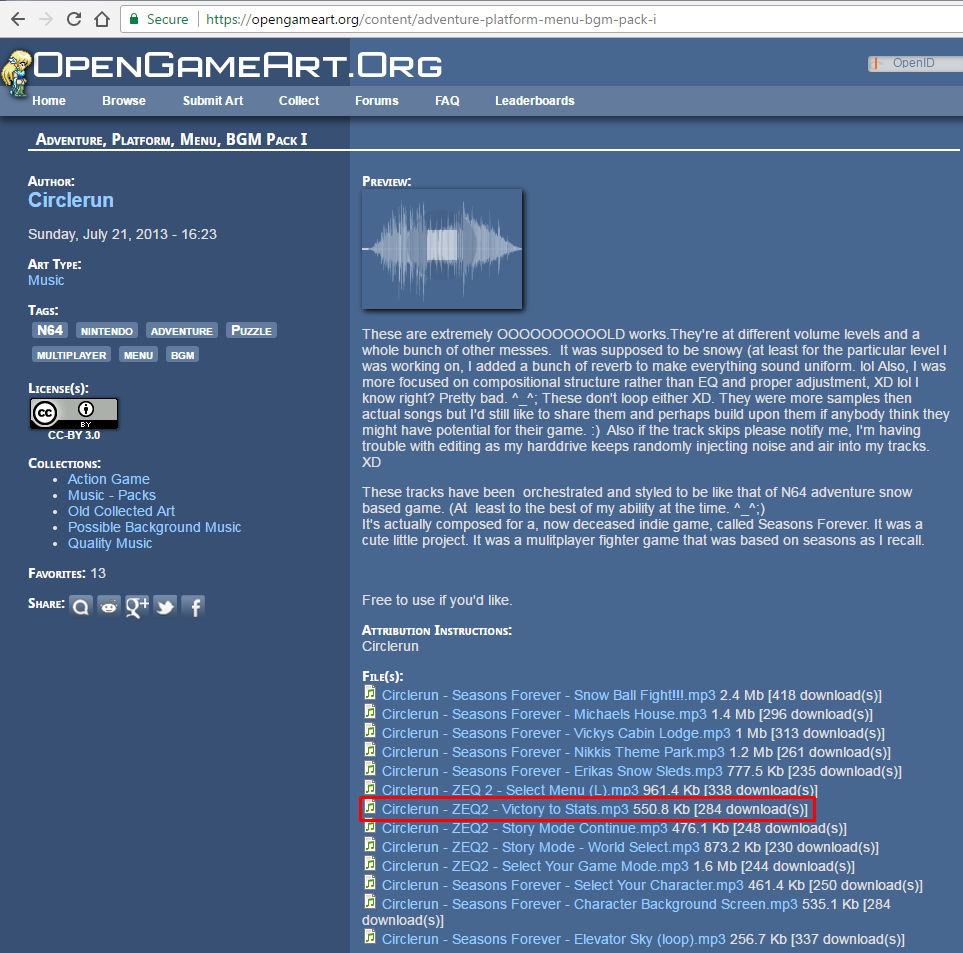 Secure | https://opengameart.org/content/adventure-platform-menu-bgm-pack-i
OpenGameArt.Org
OpenID
Home Browse Submit Art Collect Forums FAQ Leaderboards
Adventure, Platform, Menu, BGM Pack I
Author:
Circlerun
Sunday, July 21, 2013 - 16:23
Art Type:
Music
Tags:
N64 nintendo adventure Puzzle
multiplayer menu bgm
License(s):
cc BY
CC-BY 3.0
Collections:
Action Game
Music - Packs
Old Collected Art
Possible Background Music
Quality Music
Favorites: 13
Share:
Preview:
These are extremely OOOOOOOOOOLD works.They're at different volume levels and a
whole bunch of other messes.  It was supposed to be snowy (at least for the particular level I
was working on, I added a bunch of reverb to make everything sound uniform. lol Also, I was
more focused on compositional structure rather than EQ and proper adjustment, XD lol I
know right? Pretty bad. ^_^; These don't loop either XD. They were more samples then
actual songs but I'd still like to share them and perhaps build upon them if anybody think they
might have potential for their game. :)  Also if the track skips please notify me, I'm having
trouble with editing as my harddrive keeps randomly injecting noise and air into my tracks.
XD
These tracks have been  orchestrated and styled to be like that of N64 adventure snow
based game. (At  least to the best of my ability at the time. ^_^;)
It's actually composed for a, now deceased indie game, called Seasons Forever. It was a
cute little project. It was a mulitplayer fighter game that was based on seasons as I recall.
Free to use if you'd like.
Attribution Instructions:
Circlerun
File(s):
Circlerun - Seasons Forever - Snow Ball Fight!!!.mp3 2.4 Mb [418 download(s)]
Circlerun - Seasons Forever - Michaels House.mp3 1.4 Mb [296 download(s)]
Circlerun - Seasons Forever - Vickys Cabin Lodge.mp3 1 Mb [313 download(s)]
Circlerun - Seasons Forever - Nikkis Theme Park.mp3 1.2 Mb [261 download(s)]
Circlerun - Seasons Forever - Erikas Snow Sleds.mp3 777.5 Kb [235 download(s)]
Circlerun - ZEQ 2 - Select Menu (L).mp3 961.4 Kb [338 download(s)]
Circlerun - ZEQ2 - Victory to Stats.mp3 550.8 Kb [284 download(s)]
Circlerun - ZEQ2 - Story Mode Continue.mp3 476.1 Kb [248 download(s)]
Circlerun - ZEQ2 - Story Mode - World Select.mp3 873.2 Kb [230 download(s)]
Circlerun - ZEQ2 - Select Your Game Mode.mp3 1.6 Mb [244 download(s)]
Circlerun - Seasons Forever - Select Your Character.mp3 461.4 Kb [250 download(s)]
Circlerun - Seasons Forever - Character Background Screen.mp3 535.1 Kb [284
download(s)]
Circlerun - Seasons Forever - Elevator Sky (loop).mp3 256.7 Kb [337 download(s)]